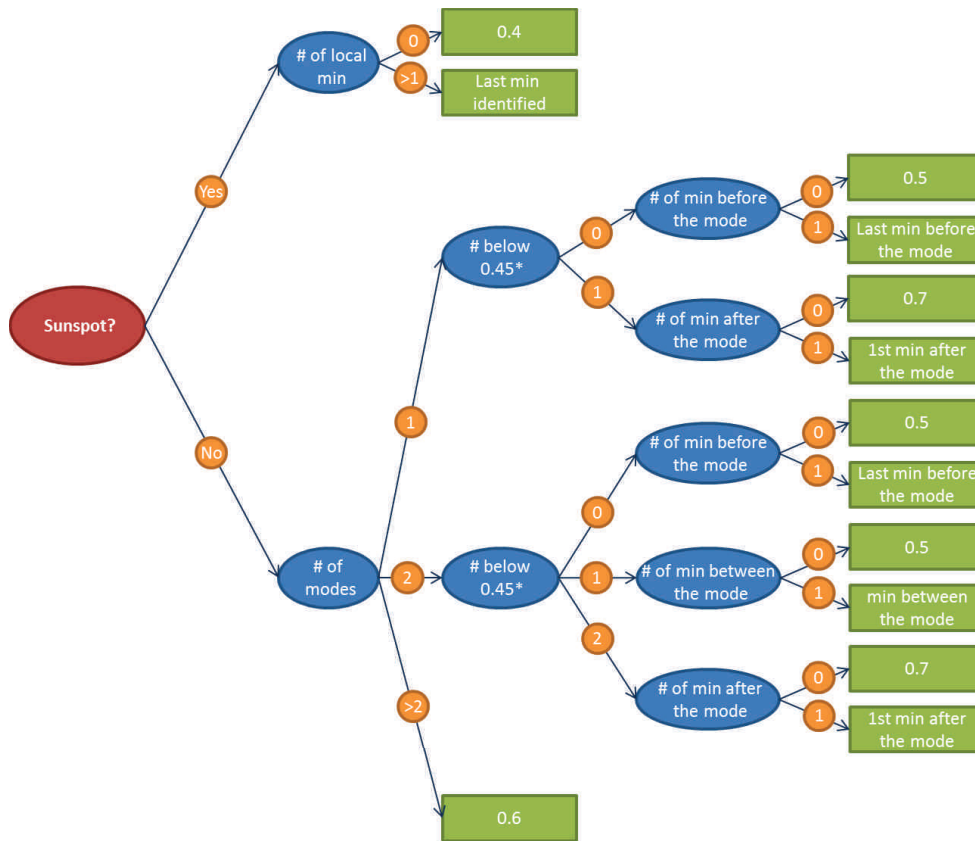 # of local
min
0
0.4
>1
Last min
identified
Yes
Sunspot?
No
# of
modes
1
# below
0.45*
0
# of min before
the mode
0
0.5
1
Last min before
the mode
1
# of min after
the mode
0
0.7
1
1st min after
the mode
2
# below
0.45*
0
# of min before
the mode
0
0.5
1
Last min before
the mode
1
# of min between
the mode
0
0.5
1
min between
the mode
2
# of min after
the mode
0
0.7
1
1st min after
the mode
>2
0.6